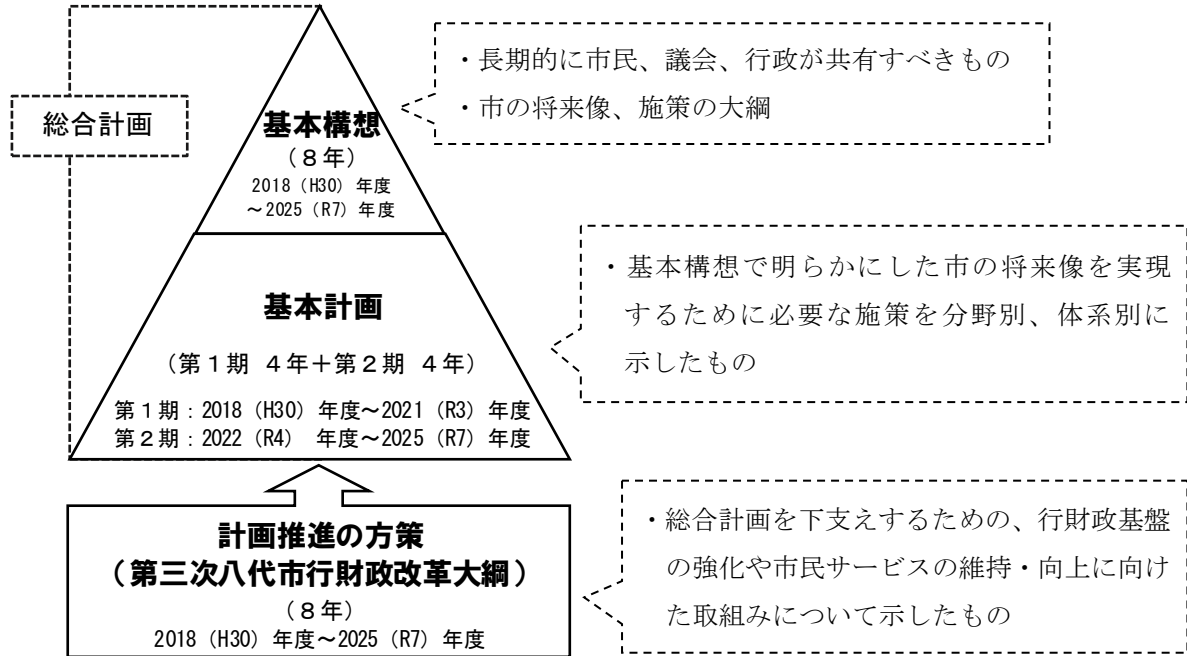 総合計画
基本構想
（８年）
2018（H30）年度
～2025（R7）年度
・長期的に市民、議会、行政が共有すべきもの
・市の将来像、施策の大綱
基本計画
（第１期 ４年＋第２期 ４年）
第１期：2018（H30）年度～2021（R3）年度
第２期：2022（R4） 年度～2025（R7）年度
・基本構想で明らかにした市の将来像を実現
するために必要な施策を分野別、体系別に
示したもの
計画推進の方策
（第三次八代市行財政改革大綱）
（８年）
2018（H30）年度～2025（R7）年度
・総合計画を下支えするための、行財政基盤
の強化や市民サービスの維持・向上に向け
た取組みについて示したもの